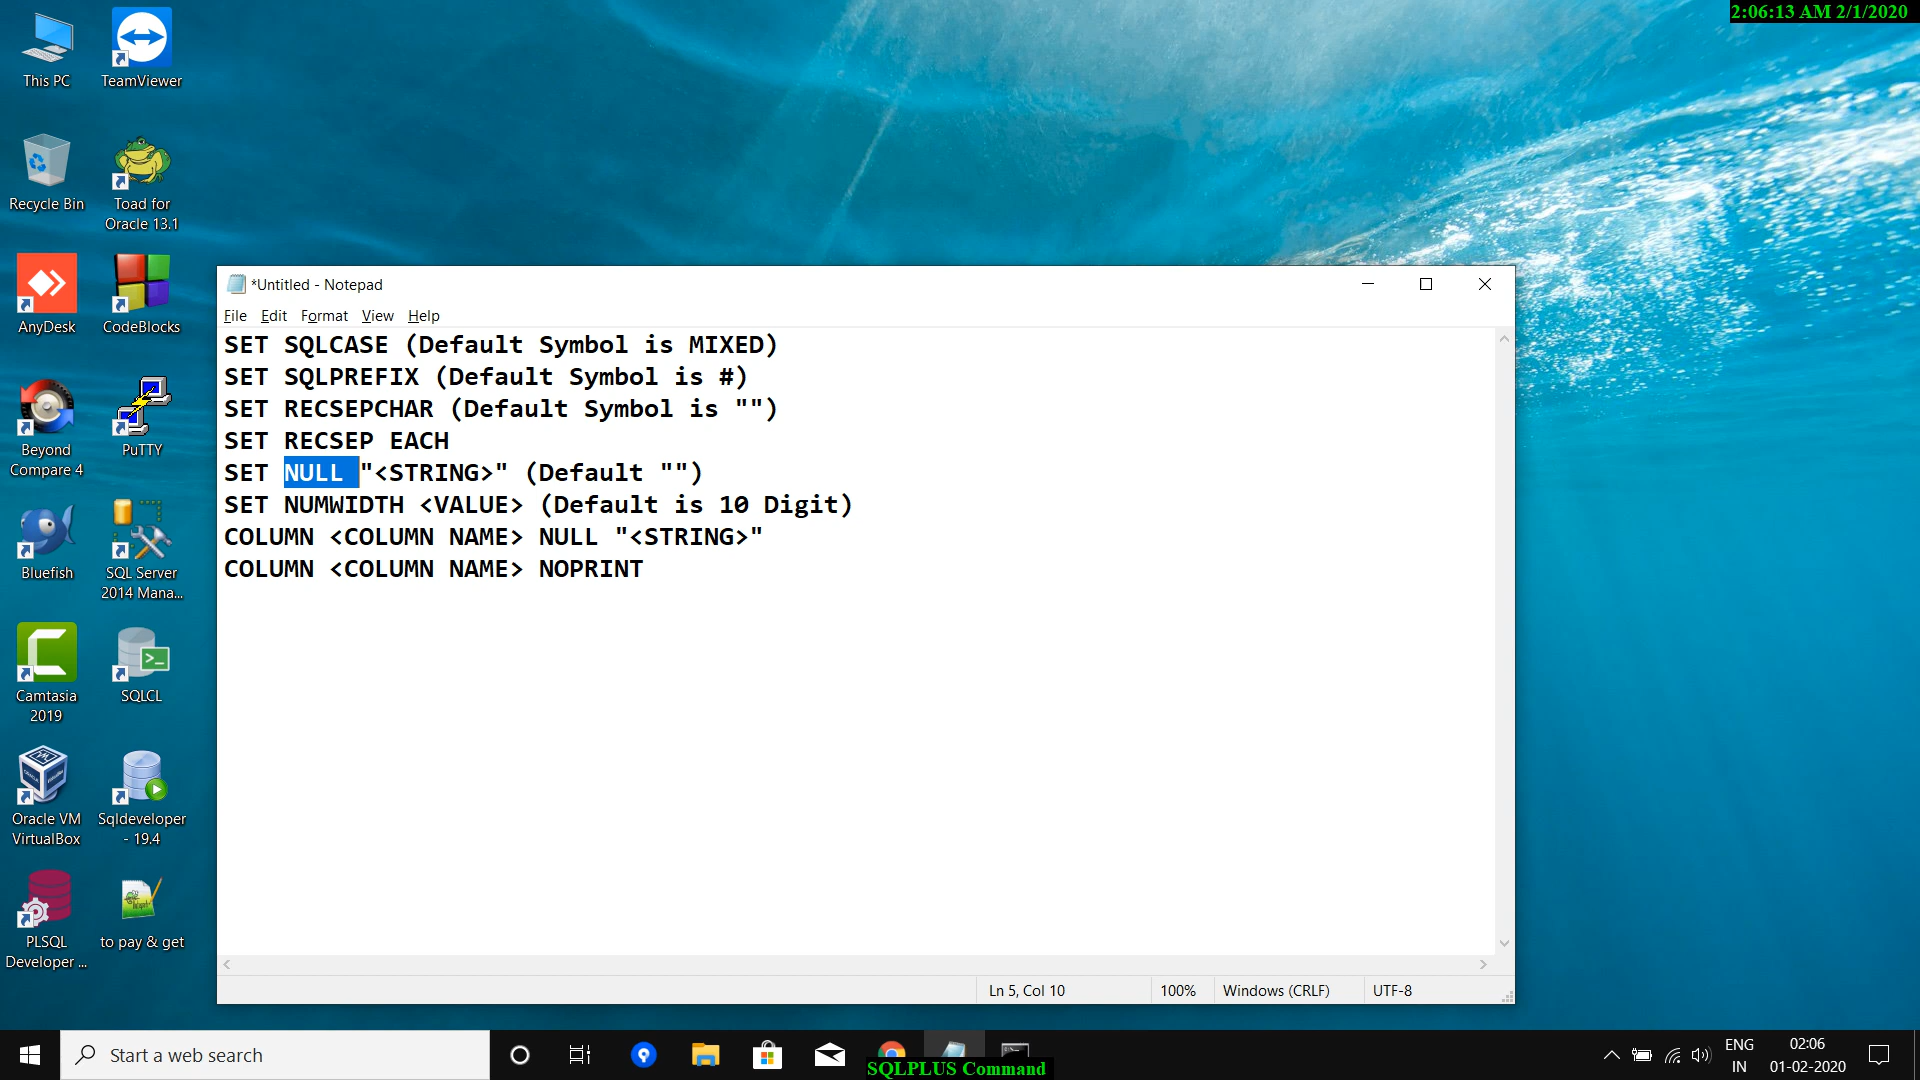 2:06:13 AM 2/1/2020
This PC
TeamViewer
Recycle Bin
Toad for
Oracle 13.1
AnyDesk
CodeBlocks
Beyond
Compare 4
PuTTY
Bluefish
SQL Server
2014 Mana...
Camtasia
2019
SQLCL
Oracle VM
VirtualBox
Sqldeveloper
- 19.4
PLSQL
Developer ...
to pay & get
*Untitled - Notepad
File Edit Format View Help
SET SQLCASE (Default Symbol is MIXED)
SET SQLPREFIX (Default Symbol is #)
SET RECSEPCHAR (Default Symbol is "")
SET RECSEP EACH
SET NULL "<STRING>" (Default "")
SET NUMWIDTH <VALUE> (Default is 10 Digit)
COLUMN <COLUMN NAME> NULL "<STRING>"
COLUMN <COLUMN NAME> NOPRINT
Ln 5, Col 10 100% Windows (CRLF) UTF-8
Start a web search
SQLPLUS Command
ENG
IN
02:06
01-02-2020